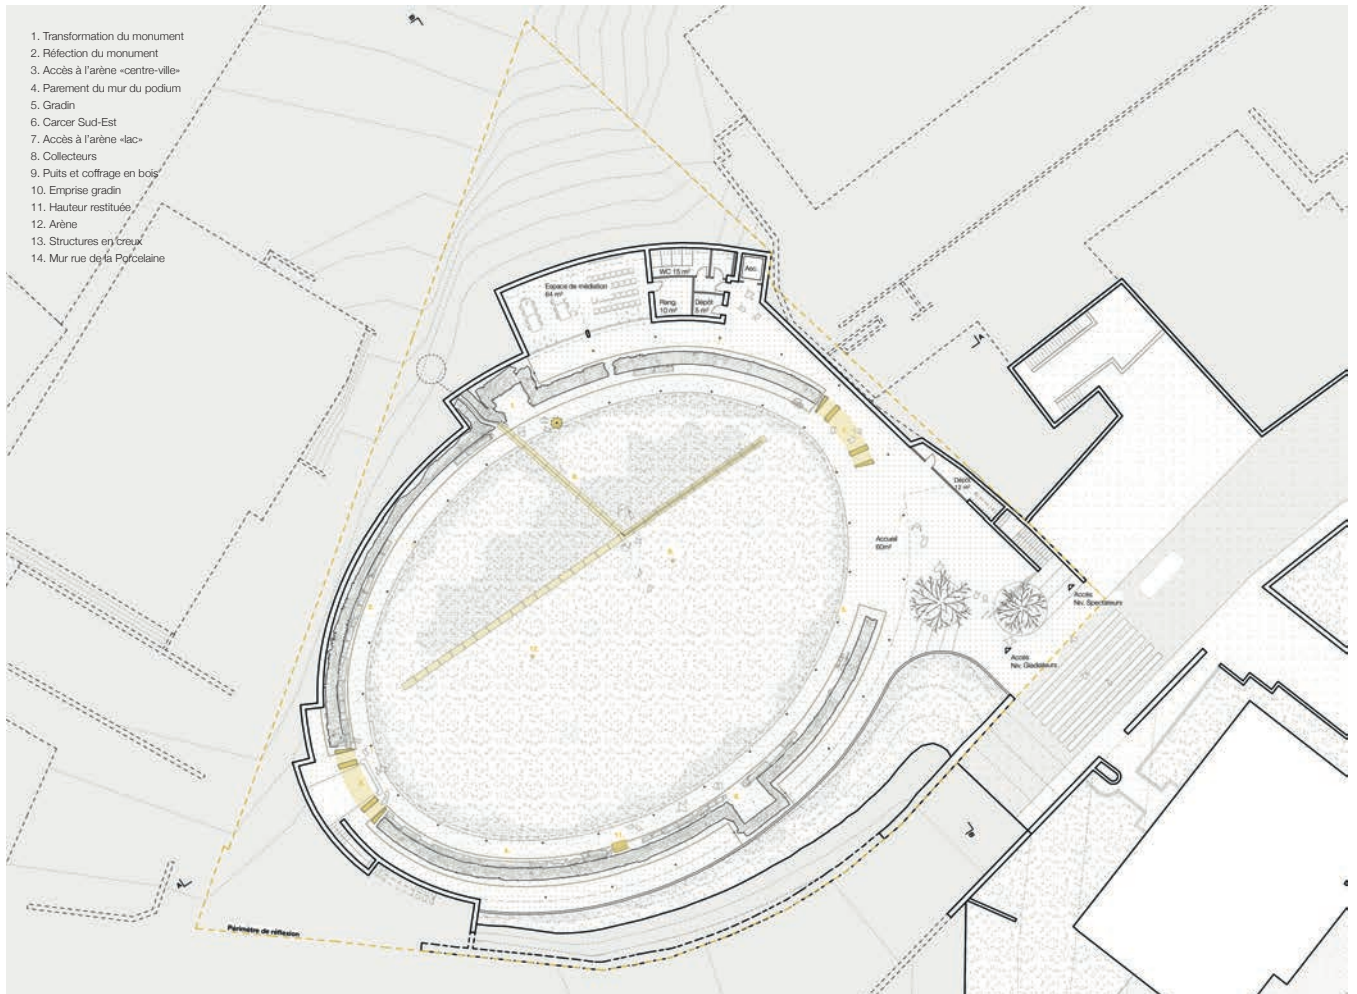 1. Transformation du monument
2. Réfection du monument
3. Accès à l'arène «centre-ville»
4. Parement du mur du podium
5. Gradin
6. Carcer Sud-Est
7. Accès à l'arène «lac»
8. Collecteurs
9. Puits et coffrage en bois
10. Emprise gradin
11. Hauteur restituée
12. Arène
13. Structures en creux
14. Mur rue de la Porcelaine
WC 15 m²
Asc.
Espace de médiation
64 m²
Rang.
10 m²
Dépôt
5 m²
Dépôt
12 m²
Accueil
60m²
Accès
Niv. Spectateurs
Accès
Niv. Gladiateurs
11
12
Périmètre de réflexion